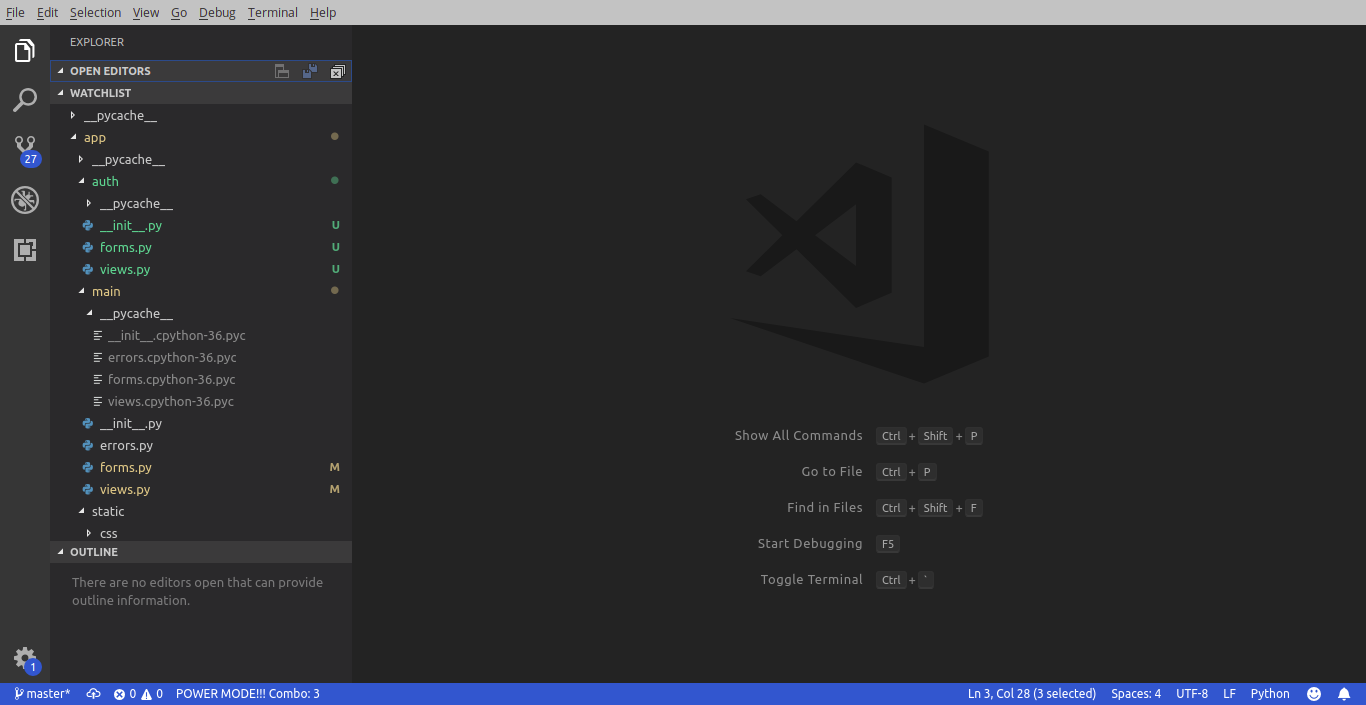 File Edit Selection View Go Debug Terminal Help
EXPLORER
OPEN EDITORS
WATCHLIST
__pycache__
app
__pycache__
auth
__pycache__
__init__.py U
forms.py U
views.py U
main
__pycache__
__init__.cpython-36.pyc
errors.cpython-36.pyc
forms.cpython-36.pyc
views.cpython-36.pyc
__init__.py
errors.py
forms.py M
views.py M
static
css
OUTLINE
There are no editors open that can provide
outline information.
27
1
Show All Commands Ctrl + Shift + P
Go to File Ctrl + P
Find in Files Ctrl + Shift + F
Start Debugging F5
Toggle Terminal Ctrl + `
master* 0 0 POWER MODE!!! Combo: 3 Ln 3, Col 28 (3 selected) Spaces: 4 UTF-8 LF Python